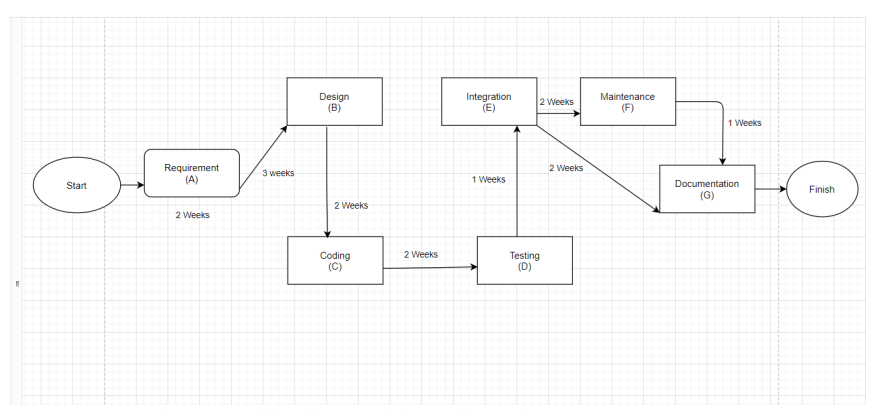 Start
Requirement
(A)
2 Weeks
3 weeks
Design
(B)
2 Weeks
Coding
(C)
2 Weeks
Testing
(D)
1 Weeks
Integration
(E)
2 Weeks
Maintenance
(F)
2 Weeks
1 Weeks
Documentation
(G)
Finish